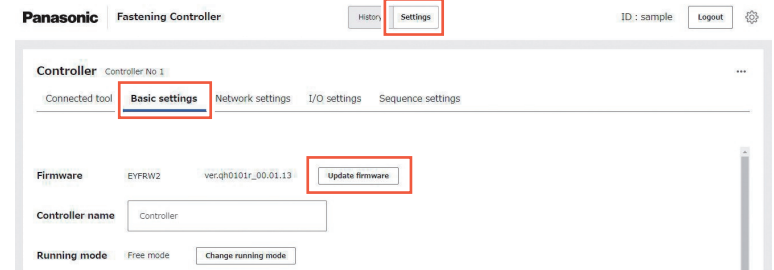 Panasonic Fastening Controller History Settings ID : sample Logout
Controller Controller No 1 ...
Connected tool Basic settings Network settings I/O settings Sequence settings
Firmware EYFRW2 ver.qh0101r_00.01.13 Update firmware
Controller name Controller
Running mode Free mode Change running mode